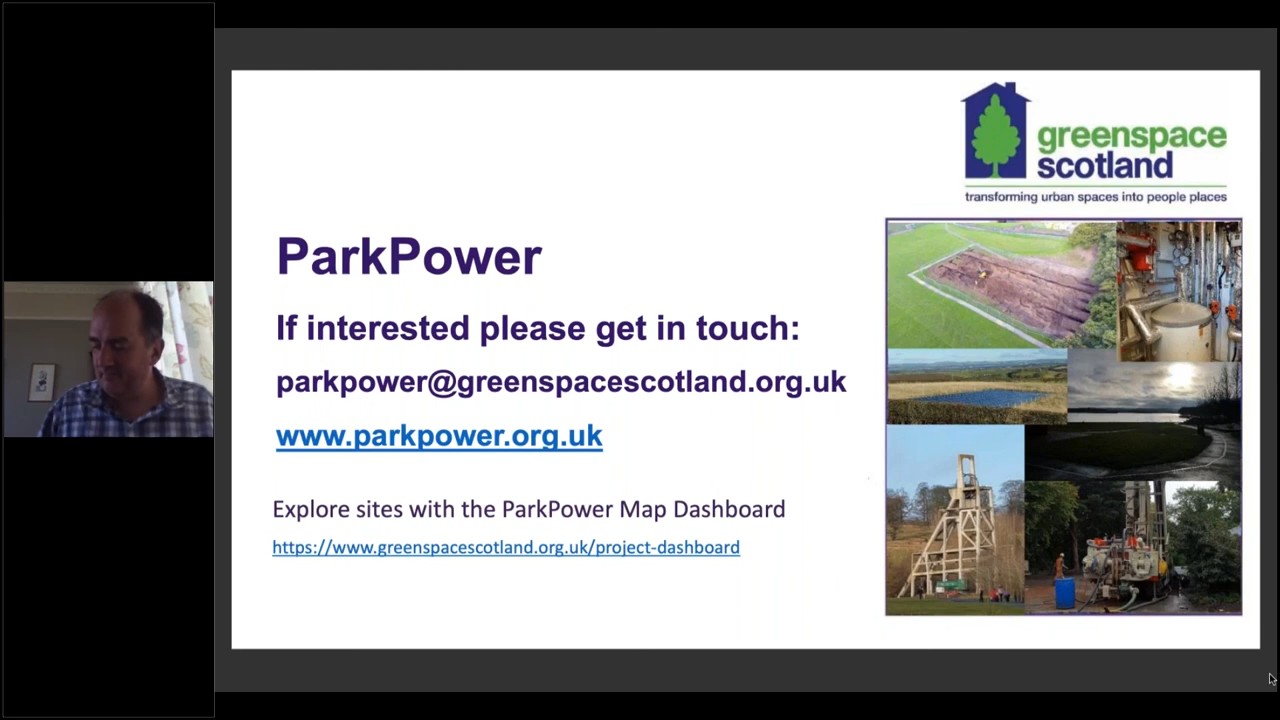 greenspace
scotland
transforming urban spaces into people places
ParkPower
If interested please get in touch:
parkpower@greenspacescotland.org.uk
www.parkpower.org.uk
Explore sites with the ParkPower Map Dashboard
https://www.greenspacescotland.org.uk/project-dashboard